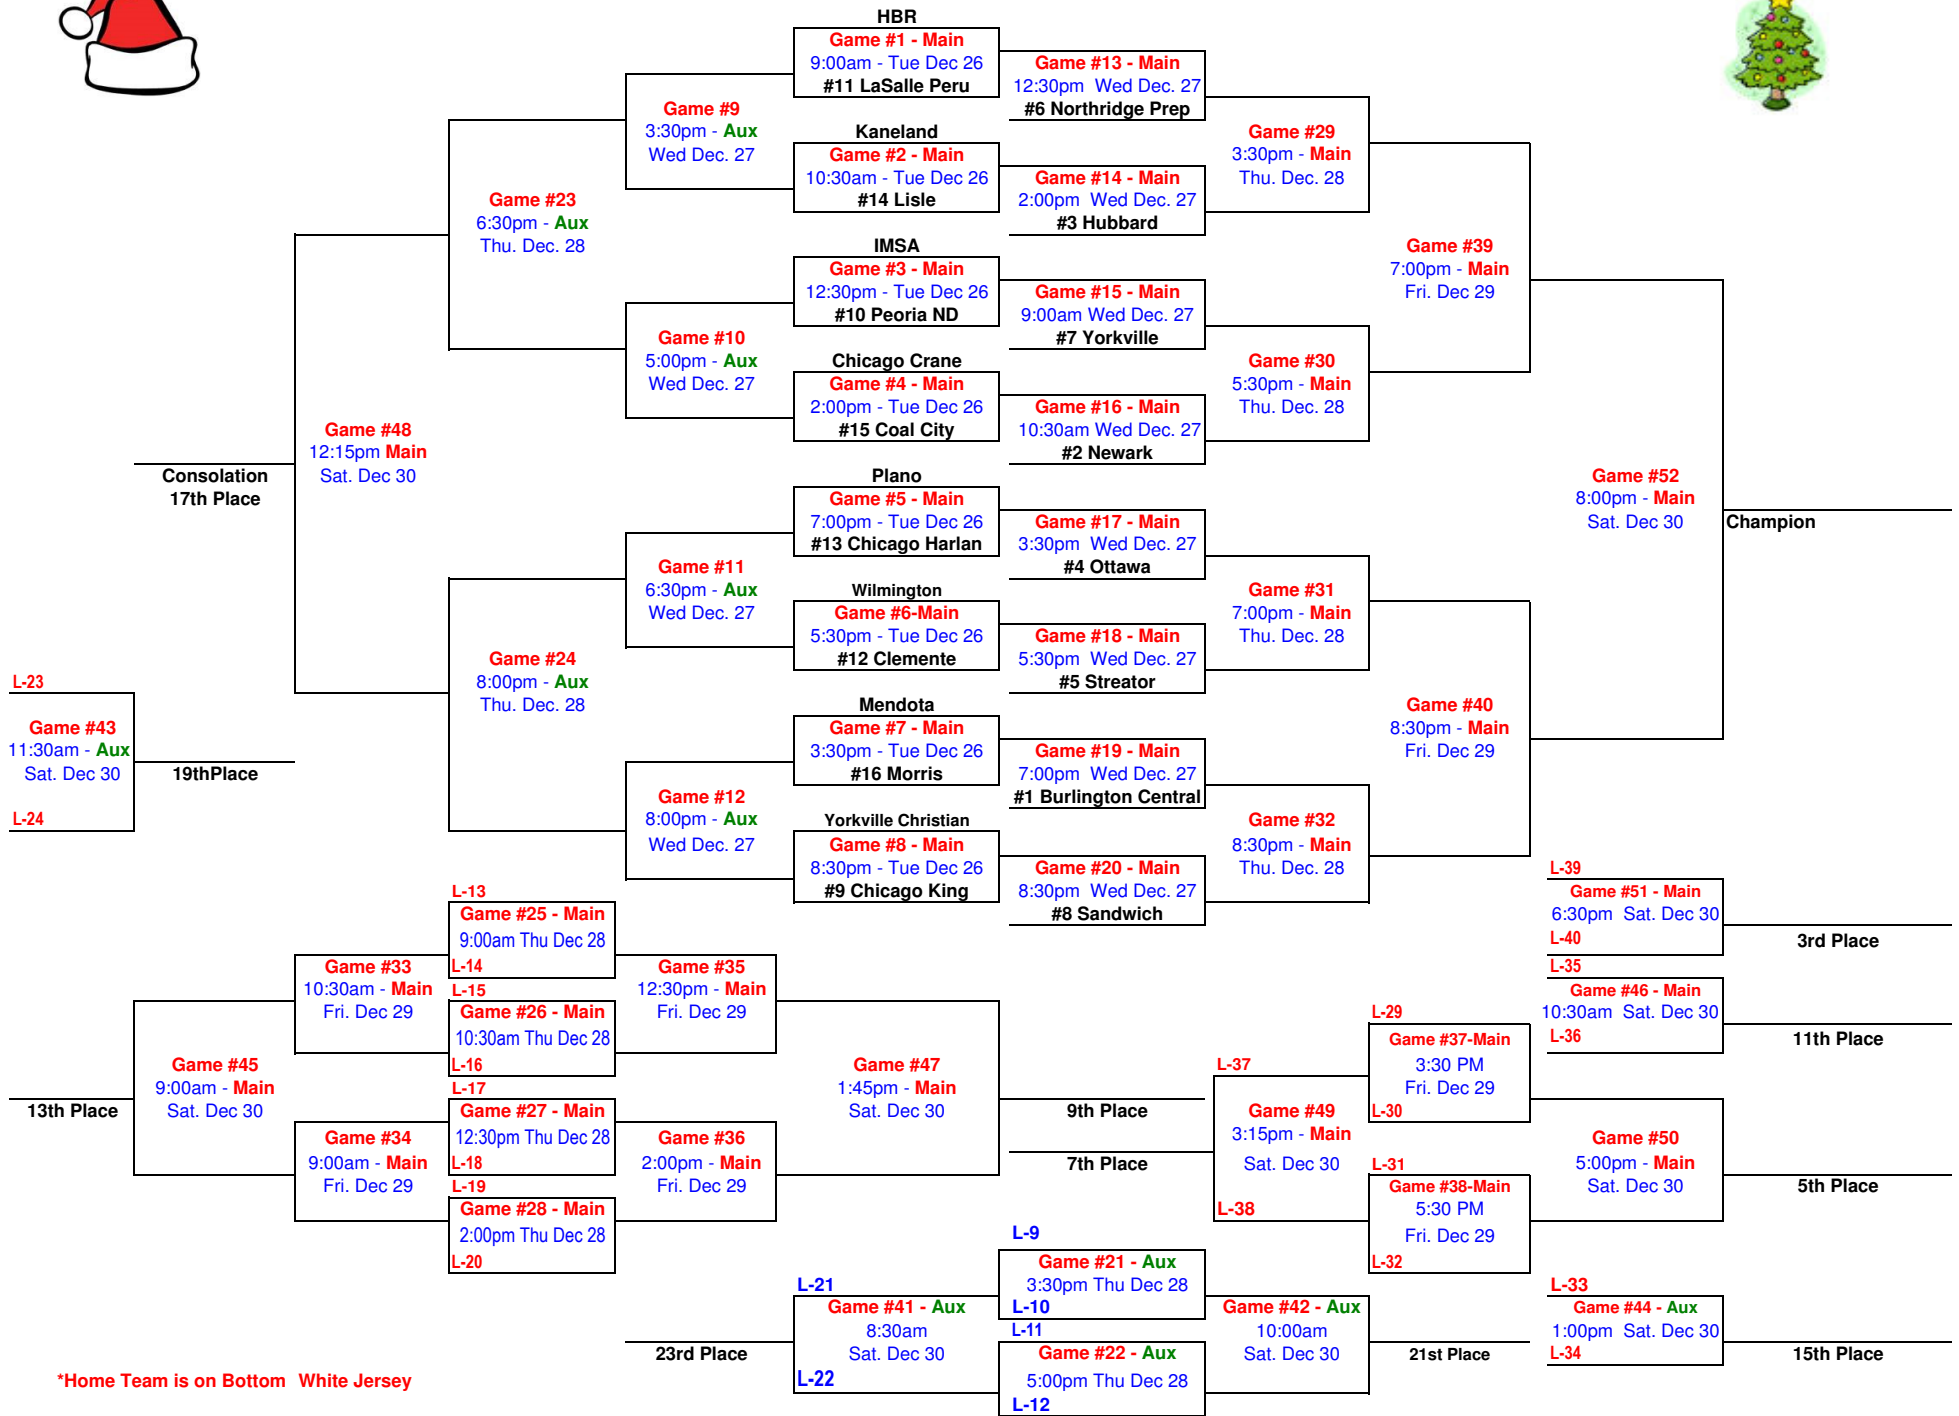 HBR
Game #1 - Main
9:00am - Tue Dec 26
#11 LaSalle Peru
Game #13 - Main
12:30pm Wed Dec. 27
#6 Northridge Prep
Game #9
3:30pm - Aux
Wed Dec. 27
Kaneland
Game #2 - Main
10:30am - Tue Dec 26
#14 Lisle
Game #14 - Main
2:00pm Wed Dec. 27
#3 Hubbard
Game #29
3:30pm - Main
Thu. Dec. 28
Game #23
6:30pm - Aux
Thu. Dec. 28
IMSA
Game #3 - Main
12:30pm - Tue Dec 26
#10 Peoria ND
Game #15 - Main
9:00am Wed Dec. 27
#7 Yorkville
Game #39
7:00pm - Main
Fri. Dec 29
Game #10
5:00pm - Aux
Wed Dec. 27
Chicago Crane
Game #4 - Main
2:00pm - Tue Dec 26
#15 Coal City
Game #16 - Main
10:30am Wed Dec. 27
#2 Newark
Game #30
5:30pm - Main
Thu. Dec. 28
Game #48
12:15pm Main
Sat. Dec 30
Consolation
17th Place
Plano
Game #5 - Main
7:00pm - Tue Dec 26
#13 Chicago Harlan
Game #17 - Main
3:30pm Wed Dec. 27
#4 Ottawa
Game #52
8:00pm - Main
Sat. Dec 30
Champion
Game #11
6:30pm - Aux
Wed Dec. 27
Wilmington
Game #6-Main
5:30pm - Tue Dec 26
#12 Clemente
Game #18 - Main
5:30pm Wed Dec. 27
#5 Streator
Game #31
7:00pm - Main
Thu. Dec. 28
Game #24
8:00pm - Aux
Thu. Dec. 28
L-23
Game #43
11:30am - Aux
Sat. Dec 30
L-24
19thPlace
Mendota
Game #7 - Main
3:30pm - Tue Dec 26
#16 Morris
Game #19 - Main
7:00pm Wed Dec. 27
#1 Burlington Central
Game #40
8:30pm - Main
Fri. Dec 29
Game #12
8:00pm - Aux
Wed Dec. 27
Yorkville Christian
Game #8 - Main
8:30pm - Tue Dec 26
#9 Chicago King
Game #20 - Main
8:30pm Wed Dec. 27
#8 Sandwich
Game #32
8:30pm - Main
Thu. Dec. 28
L-39
Game #51 - Main
6:30pm Sat. Dec 30
L-40
3rd Place
L-13
Game #25 - Main
9:00am Thu Dec 28
L-14
Game #33
10:30am - Main
Fri. Dec 29
L-15
Game #26 - Main
10:30am Thu Dec 28
L-16
Game #35
12:30pm - Main
Fri. Dec 29
L-35
Game #46 - Main
10:30am Sat. Dec 30
L-36
11th Place
L-29
Game #37-Main
3:30 PM
Fri. Dec 29
L-30
Game #45
9:00am - Main
Sat. Dec 30
13th Place
Game #47
1:45pm - Main
Sat. Dec 30
9th Place
L-37
Game #49
3:15pm - Main
Sat. Dec 30
L-38
7th Place
L-17
Game #27 - Main
12:30pm Thu Dec 28
L-18
Game #34
9:00am - Main
Fri. Dec 29
L-19
Game #28 - Main
2:00pm Thu Dec 28
L-20
Game #36
2:00pm - Main
Fri. Dec 29
L-31
Game #38-Main
5:30 PM
Fri. Dec 29
L-32
Game #50
5:00pm - Main
Sat. Dec 30
5th Place
L-9
Game #21 - Aux
3:30pm Thu Dec 28
L-10
L-21
Game #41 - Aux
8:30am
Sat. Dec 30
L-22
23rd Place
L-11
Game #22 - Aux
5:00pm Thu Dec 28
L-12
Game #42 - Aux
10:00am
Sat. Dec 30
21st Place
L-33
Game #44 - Aux
1:00pm Sat. Dec 30
L-34
15th Place
*Home Team is on Bottom White Jersey